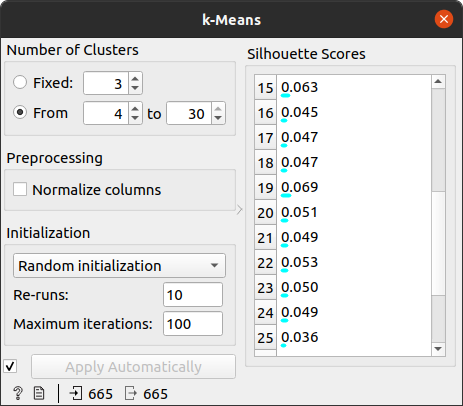 k-Means
Number of Clusters
Fixed: 3
From 4 to 30
Preprocessing
Normalize columns
Initialization
Random initialization
Re-runs: 10
Maximum iterations: 100
Apply Automatically
? 665 665
Silhouette Scores
15 0.063
16 0.045
17 0.047
18 0.047
19 0.069
20 0.051
21 0.049
22 0.053
23 0.050
24 0.049
25 0.036